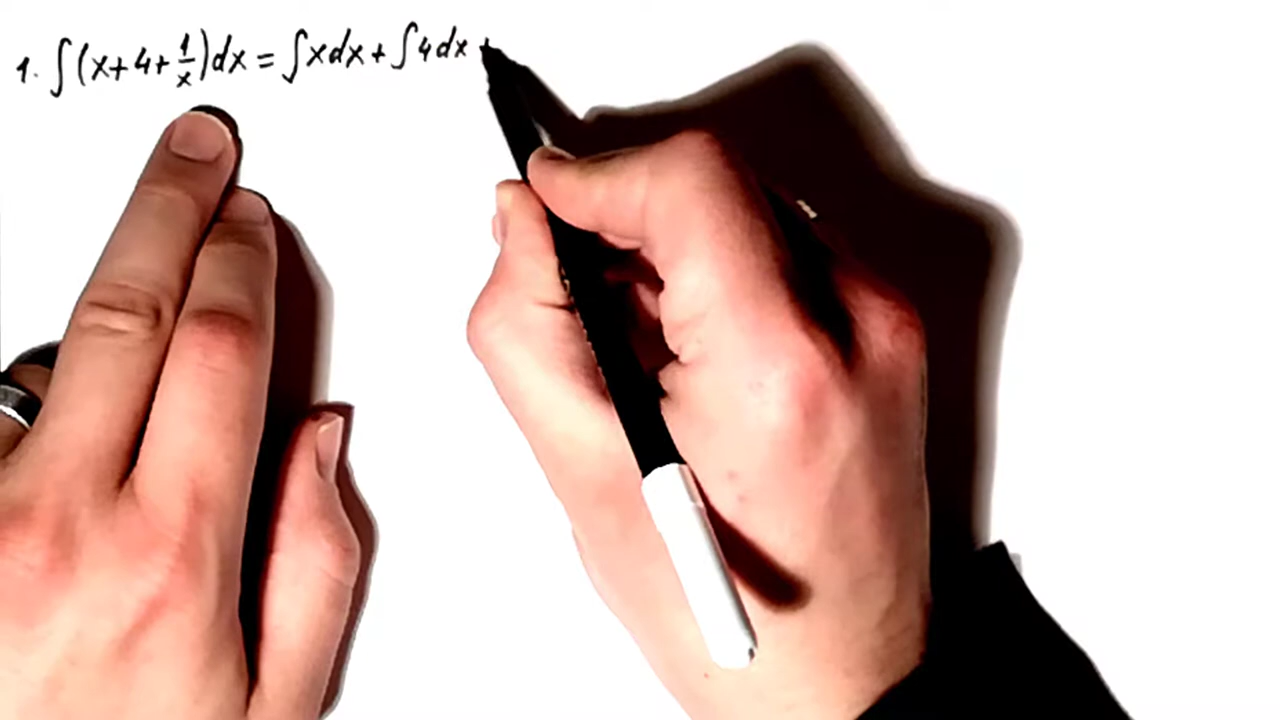 1. ∫(x+4+1/x)dx = ∫xdx + ∫4dx +